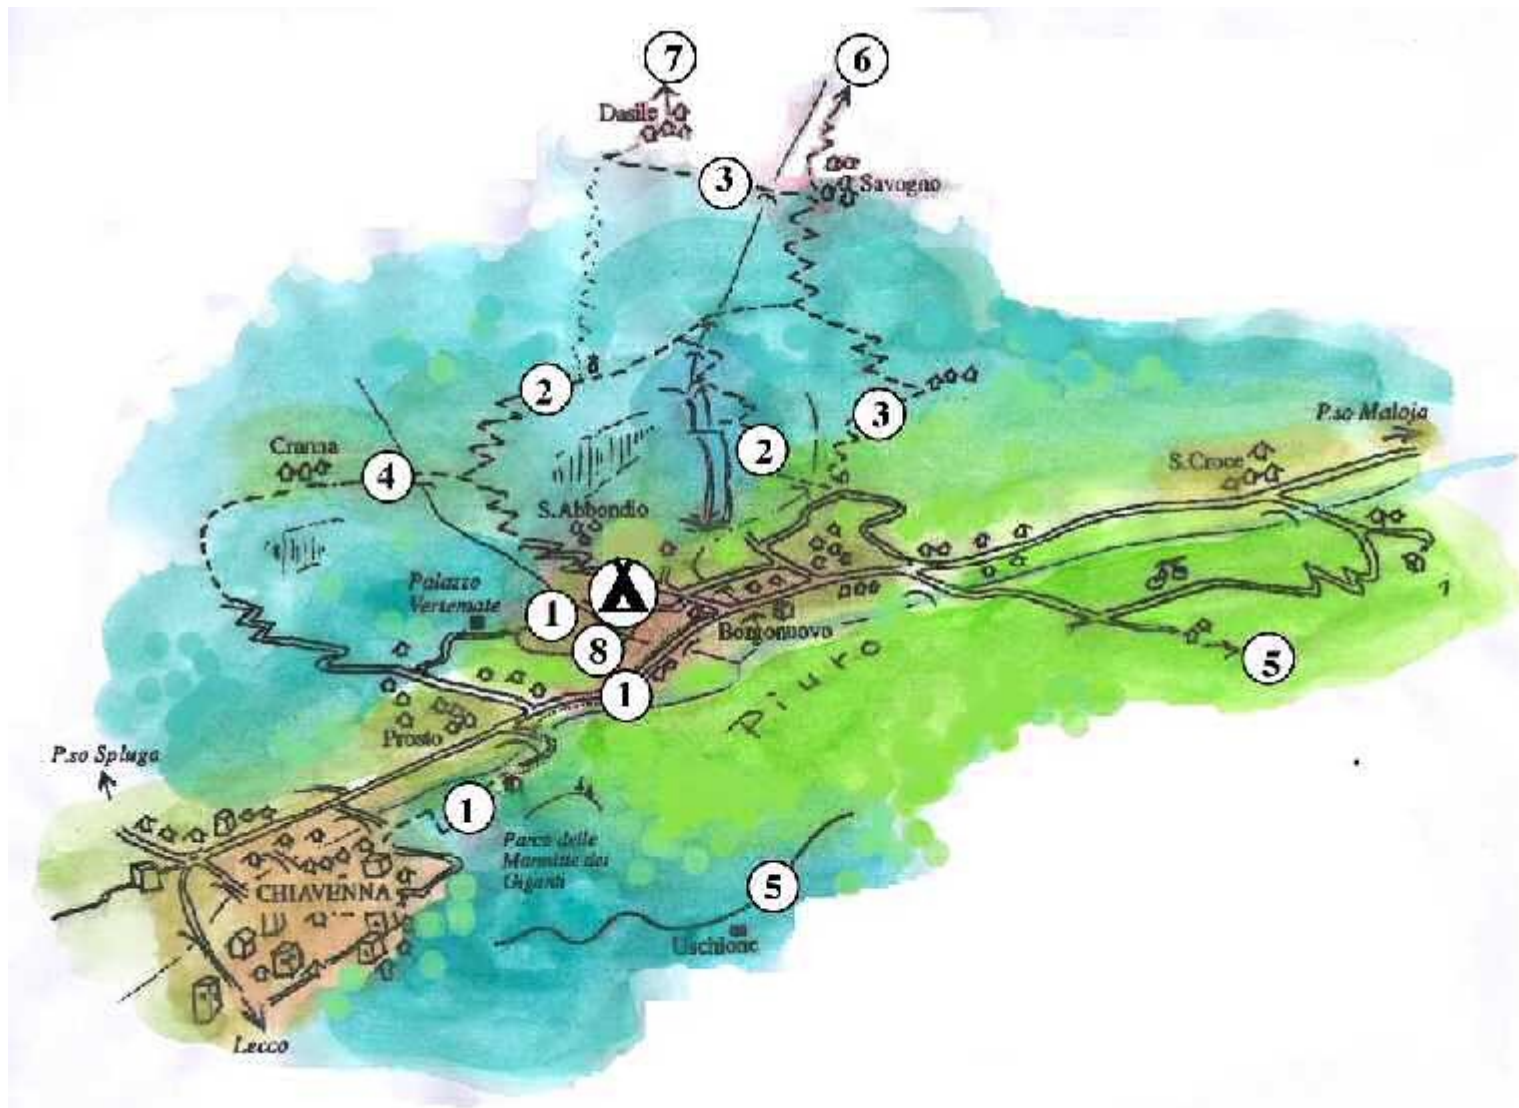 7
6
Dasile
3
Savogno
2
3
P.so Maloja
Cranna
4
2
S.Croce
S.Abbondio
Palazzo
Vertemate
1
8
Borgonuovo
5
1
Piuro
Prosto
P.so Spluga
1
Parco delle
Marmitte dei
Giganti
5
CHIAVENNA
Uschione
Lecco